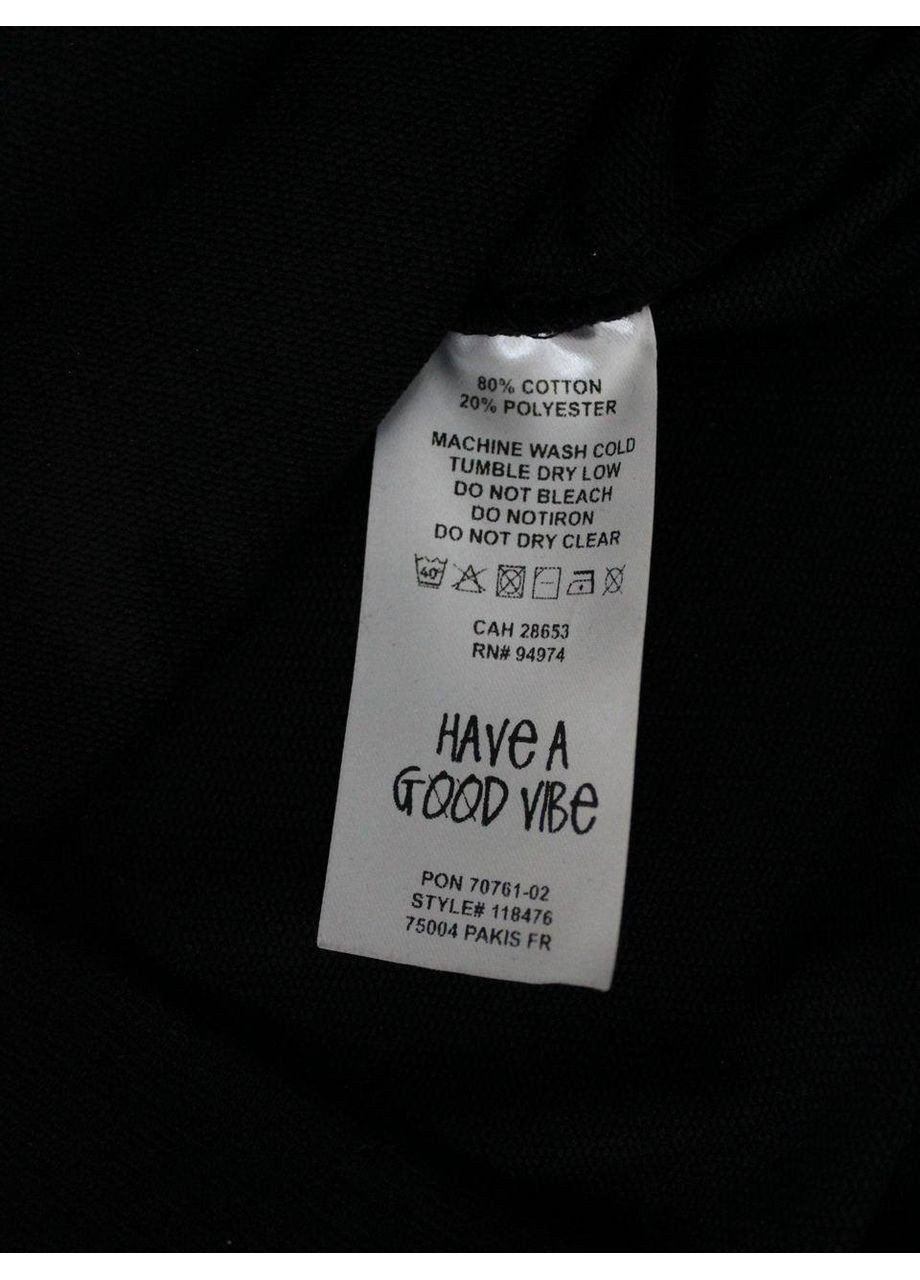 80% COTTON
20% POLYESTER
MACHINE WASH COLD
TUMBLE DRY LOW
DO NOT BLEACH
DO NOTIRON
DO NOT DRY CLEAR
40°
CAH 28653
RN# 94974
HAVe A
GOOD VIBe
PON 70761-02
STYLE# 118476
75004 PAKIS FR